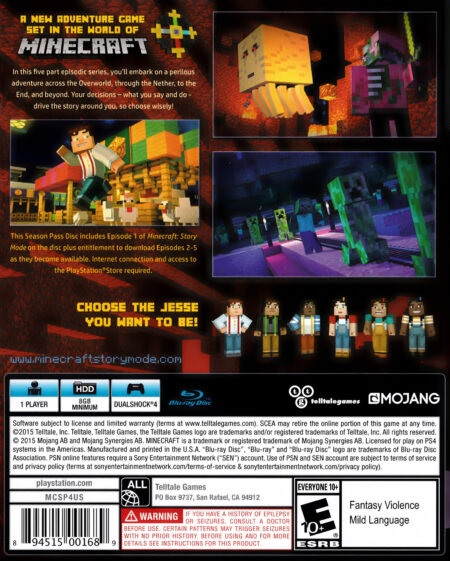 A NEW ADVENTURE GAME
SET IN THE WORLD OF
MINECRAFT
In this five part episodic series, you'll embark on a perilous
adventure across the Overworld, through the Nether, to the
End, and beyond. Your decisions – what you say and do -
drive the story around you, so choose wisely!
This Season Pass Disc includes Episode 1 of Minecraft: Story
Mode on the disc plus entitlement to download Episodes 2-5
as they become available. Internet connection and access to
the PlayStation®Store required.
CHOOSE THE JESSE
YOU WANT TO BE!
www.minecraftstorymode.com
1 PLAYER
HDD
8GB
MINIMUM
DUALSHOCK®4
Blu-ray Disc
telltalegames
MOJANG
Software subject to license and limited warranty (terms at www.telltalegames.com). SCEA may retire the online portion of this game at any time.
©2015 Telltale, Inc. Telltale, Telltale Games, the Telltale Games logo are trademarks and/or registered trademarks of Telltale, Inc. All rights reserved.
© 2015 Mojang AB and Mojang Synergies AB. MINECRAFT is a trademark or registered trademark of Mojang Synergies AB. Licensed for play on PS4
systems in the Americas. Manufactured and printed in the U.S.A. "Blu-ray Disc", "Blu-ray" and "Blu-ray Disc" logo are trademarks of Blu-ray Disc
Association. PSN online features require a Sony Entertainment Network ("SEN") account. Use of PSN and SEN account are subject to terms of service
and privacy policy (terms at sonyentertainmentnetwork.com/terms-of-service & sonyentertainmentnetwork.com/privacy policy).
playstation.com
MCSP4US
8 94515 00168 9
ALL
Telltale Games
PO Box 9737, San Rafael, CA 94912
WARNING
IF YOU HAVE A HISTORY OF EPILEPSY
OR SEIZURES, CONSULT A DOCTOR
BEFORE USE. CERTAIN PATTERNS MAY TRIGGER SEIZURES
WITH NO PRIOR HISTORY. BEFORE USING AND FOR MORE
DETAILS SEE INSTRUCTIONS FOR THIS PRODUCT.
EVERYONE 10+
E
10+
ESRB
Fantasy Violence
Mild Language